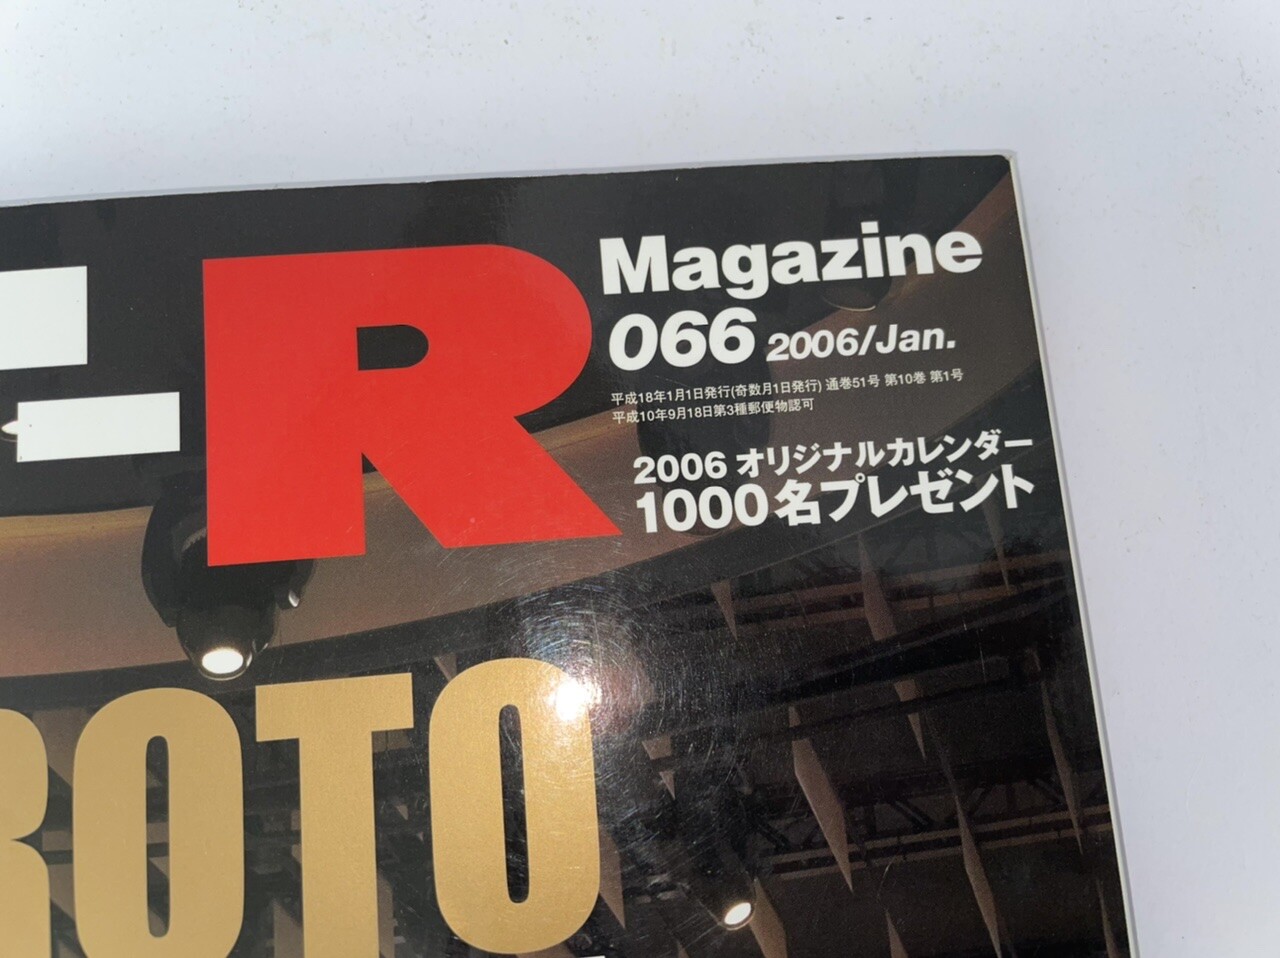 R Magazine
066 2006/Jan.
平成18年1月1日発行(奇数月1日発行) 通巻51号 第10巻 第1号
平成10年9月18日第3種郵便物認可
2006 オリジナルカレンダー
1000名プレゼント
ROTO